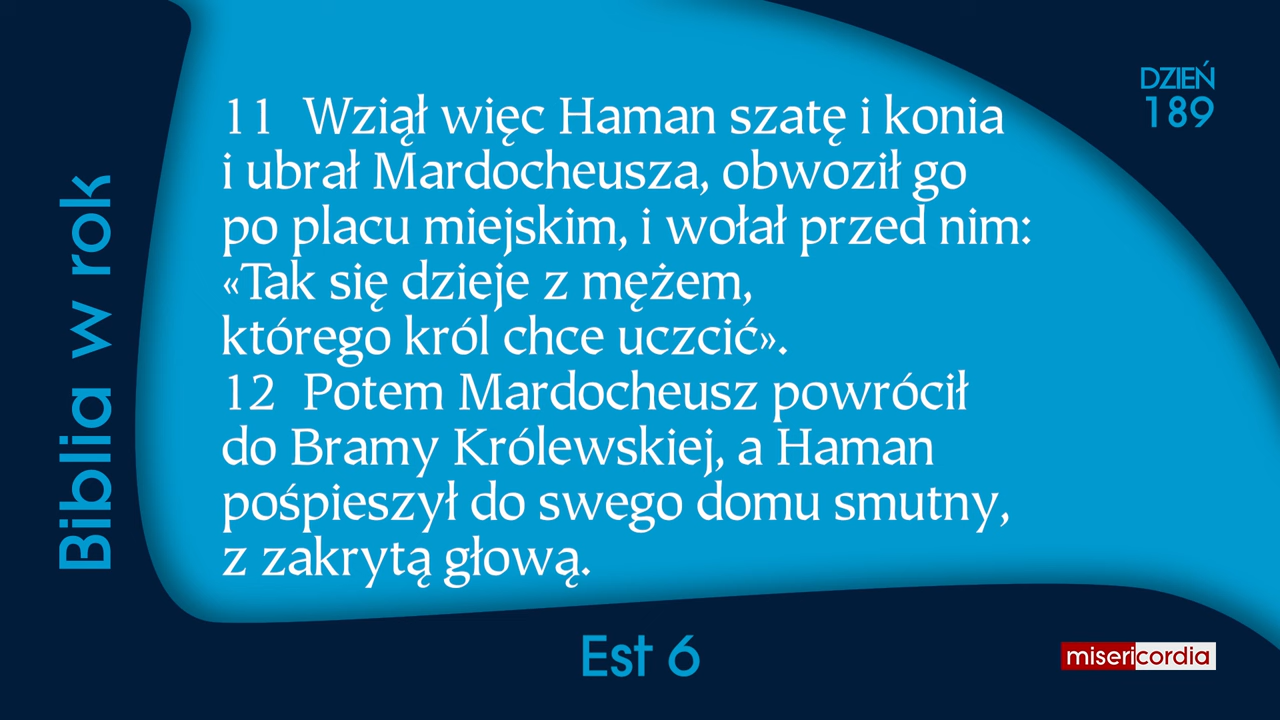 DZIEŃ
189
11 Wziął więc Haman szatę i konia
i ubrał Mardocheusza, obwoził go
po placu miejskim, i wołał przed nim:
«Tak się dzieje z mężem,
którego król chce uczcić».
12 Potem Mardocheusz powrócił
do Bramy Królewskiej, a Haman
pośpieszył do swego domu smutny,
z zakrytą głową.
Biblia w rok
Est 6
misericordia